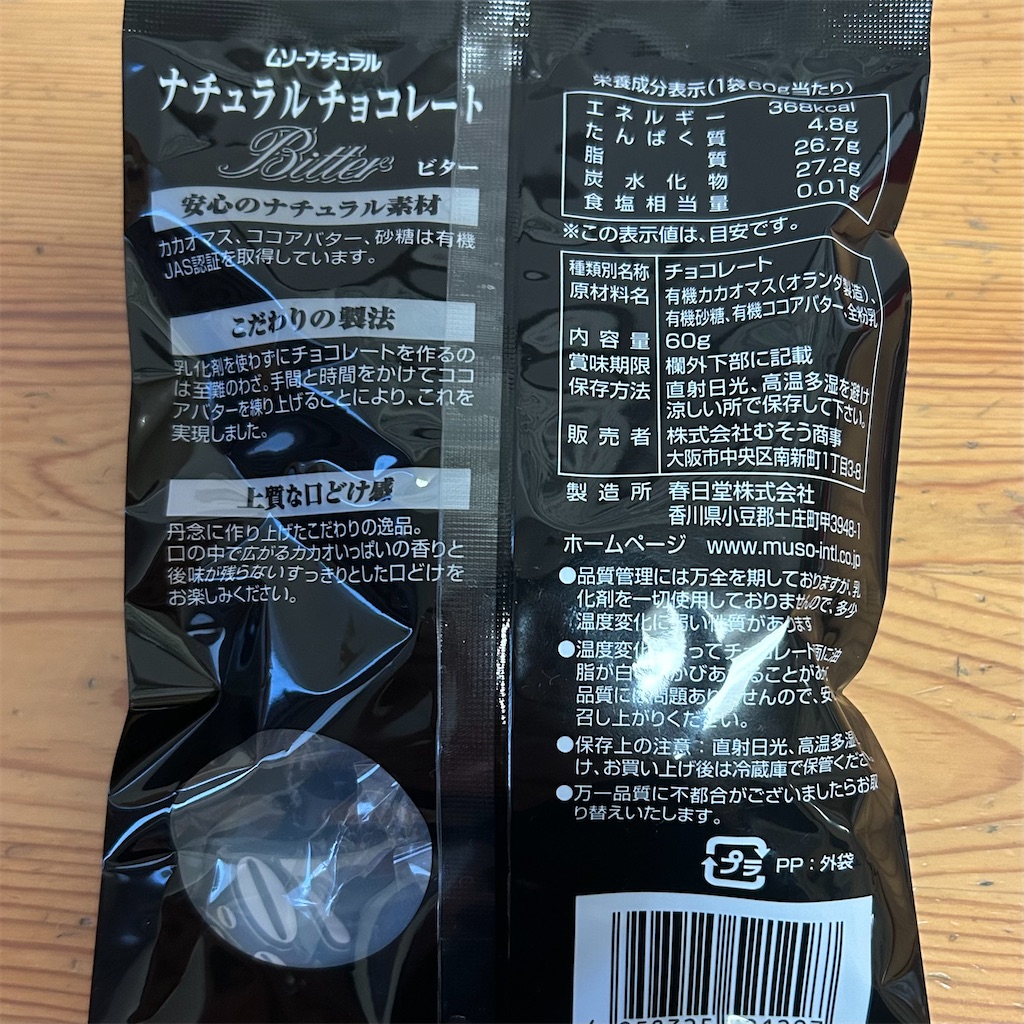 ムソーナチュラル
ナチュラルチョコレート
Bitter ビター
安心のナチュラル素材
カカオマス、ココアバター、砂糖は有機
JAS認証を取得しています。
こだわりの製法
乳化剤を使わずにチョコレートを作るの
は至難のわざ。手間と時間をかけてココ
アバターを練り上げることにより、これを
実現しました。
上質な口どけ感
丹念に作り上げたこだわりの逸品。
口の中で広がるカカオいっぱいの香りと
後味が残らないすっきりとした口どけを
お楽しみください。
栄養成分表示(1袋60g当たり)
エネルギー 368kcal
たんぱく質 4.8g
脂質 26.7g
炭水化物 27.2g
食塩相当量 0.01g
※この表示値は、目安です。
種類別名称 チョコレート
原材料名 有機カカオマス(オランダ製造)、
有機砂糖、有機ココアバター、全粉乳
内容量 60g
賞味期限 欄外下部に記載
保存方法 直射日光、高温多湿を避け
涼しい所で保存して下さい。
販売者 株式会社むそう商事
大阪市中央区南新町1丁目3-8
製造所 春日堂株式会社
香川県小豆郡土庄町甲3948-1
ホームページ www.muso-intl.co.jp
●品質管理には万全を期しておりますが、乳
化剤を一切使用しておりませんので、多少
温度変化に弱い性質があります
●温度変化 ってチョコレート 面に油
脂が白 かびあ ることがあ
品質には問題ありませんので、安
召し上がりください。
●保存上の注意：直射日光、高温多湿
け、お買い上げ後は冷蔵庫で保管くださ
●万一品質に不都合がございましたらお取
り替えいたします。
プラ PP：外袋